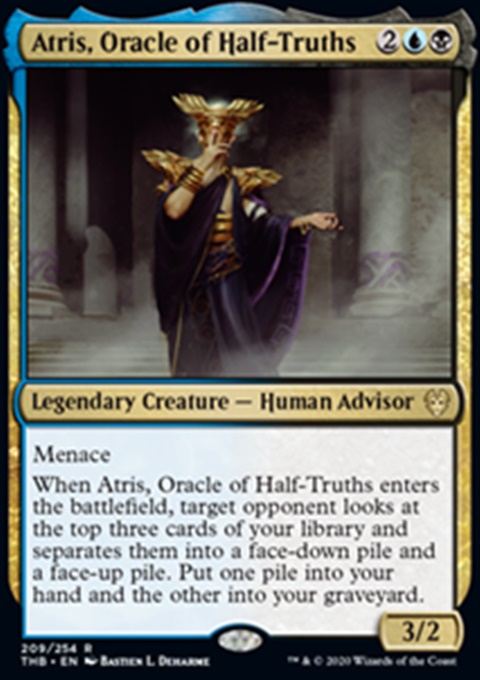 Atris, Oracle of Half-Truths 2
Legendary Creature — Human Advisor
Menace
When Atris, Oracle of Half-Truths enters
the battlefield, target opponent looks at
the top three cards of your library and
separates them into a face-down pile and
a face-up pile. Put one pile into your
hand and the other into your graveyard.
3/2
209/254 R
THB • EN Bastien L. Deharme
™ & © 2020 Wizards of the Coast